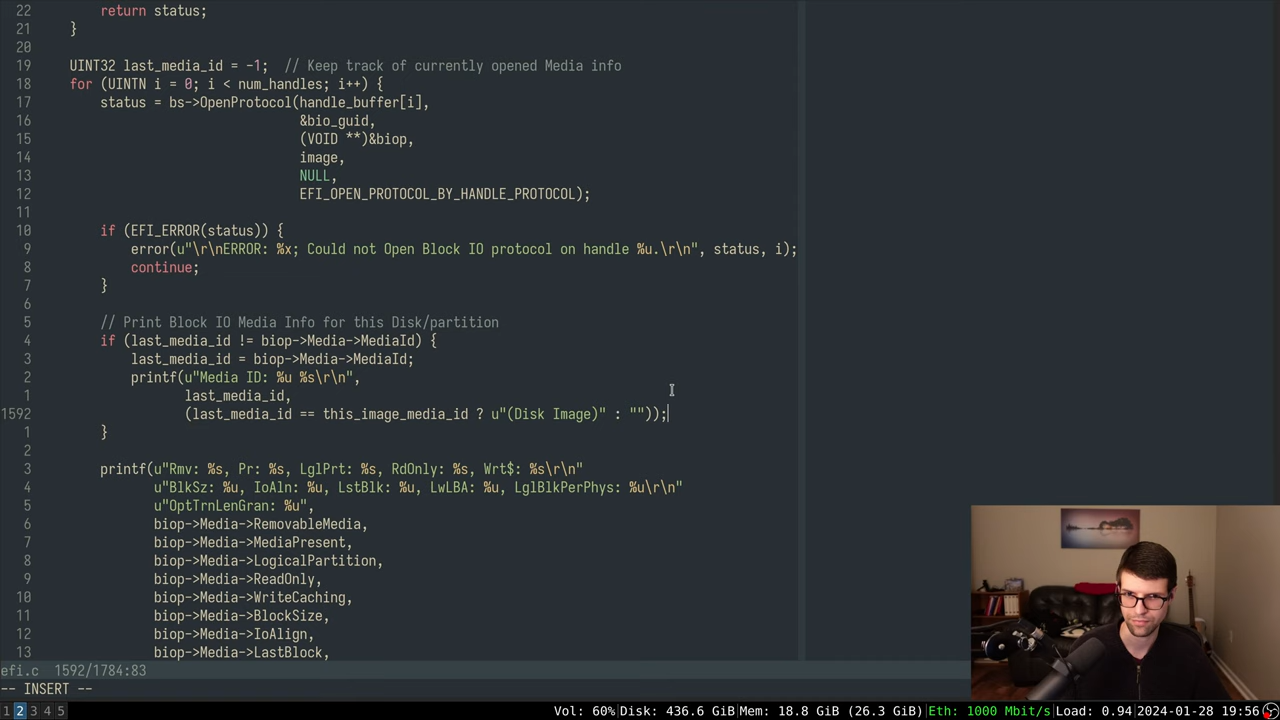 22         return status;
21     }
20
19     UINT32 last_media_id = -1;  // Keep track of currently opened Media info
18     for (UINTN i = 0; i < num_handles; i++) {
17         status = bs->OpenProtocol(handle_buffer[i],
16                                   &bio_guid,
15                                   (VOID **)&biop,
14                                   image,
13                                   NULL,
12                                   EFI_OPEN_PROTOCOL_BY_HANDLE_PROTOCOL);
11
10         if (EFI_ERROR(status)) {
9              error(u"\r\nERROR: %x; Could not Open Block IO protocol on handle %u.\r\n", status, i);
8              continue;
7          }
6
5          // Print Block IO Media Info for this Disk/partition
4          if (last_media_id != biop->Media->MediaId) {
3              last_media_id = biop->Media->MediaId;
2              printf(u"Media ID: %u %s\r\n",
1                     last_media_id,
1592                   (last_media_id == this_image_media_id ? u"(Disk Image)" : ""));
1          }
2
3          printf(u"Rmv: %s, Pr: %s, LglPrt: %s, RdOnly: %s, Wrt$: %s\r\n"
4                 u"BlkSz: %u, IoAln: %u, LstBlk: %u, LwLBA: %u, LglBlkPerPhys: %u\r\n"
5                 u"OptTrnLenGran: %u",
6                 biop->Media->RemovableMedia,
7                 biop->Media->MediaPresent,
8                 biop->Media->LogicalPartition,
9                 biop->Media->ReadOnly,
10                biop->Media->WriteCaching,
11                biop->Media->BlockSize,
12                biop->Media->IoAlign,
13                biop->Media->LastBlock,
efi.c  1592/1784:83
-- INSERT --
1 2 3 4 5 Vol: 60%|Disk: 436.6 GiB|Mem: 18.8 GiB (26.3 GiB)|Eth: 1000 Mbit/s|Load: 0.94|2024-01-28 19:56